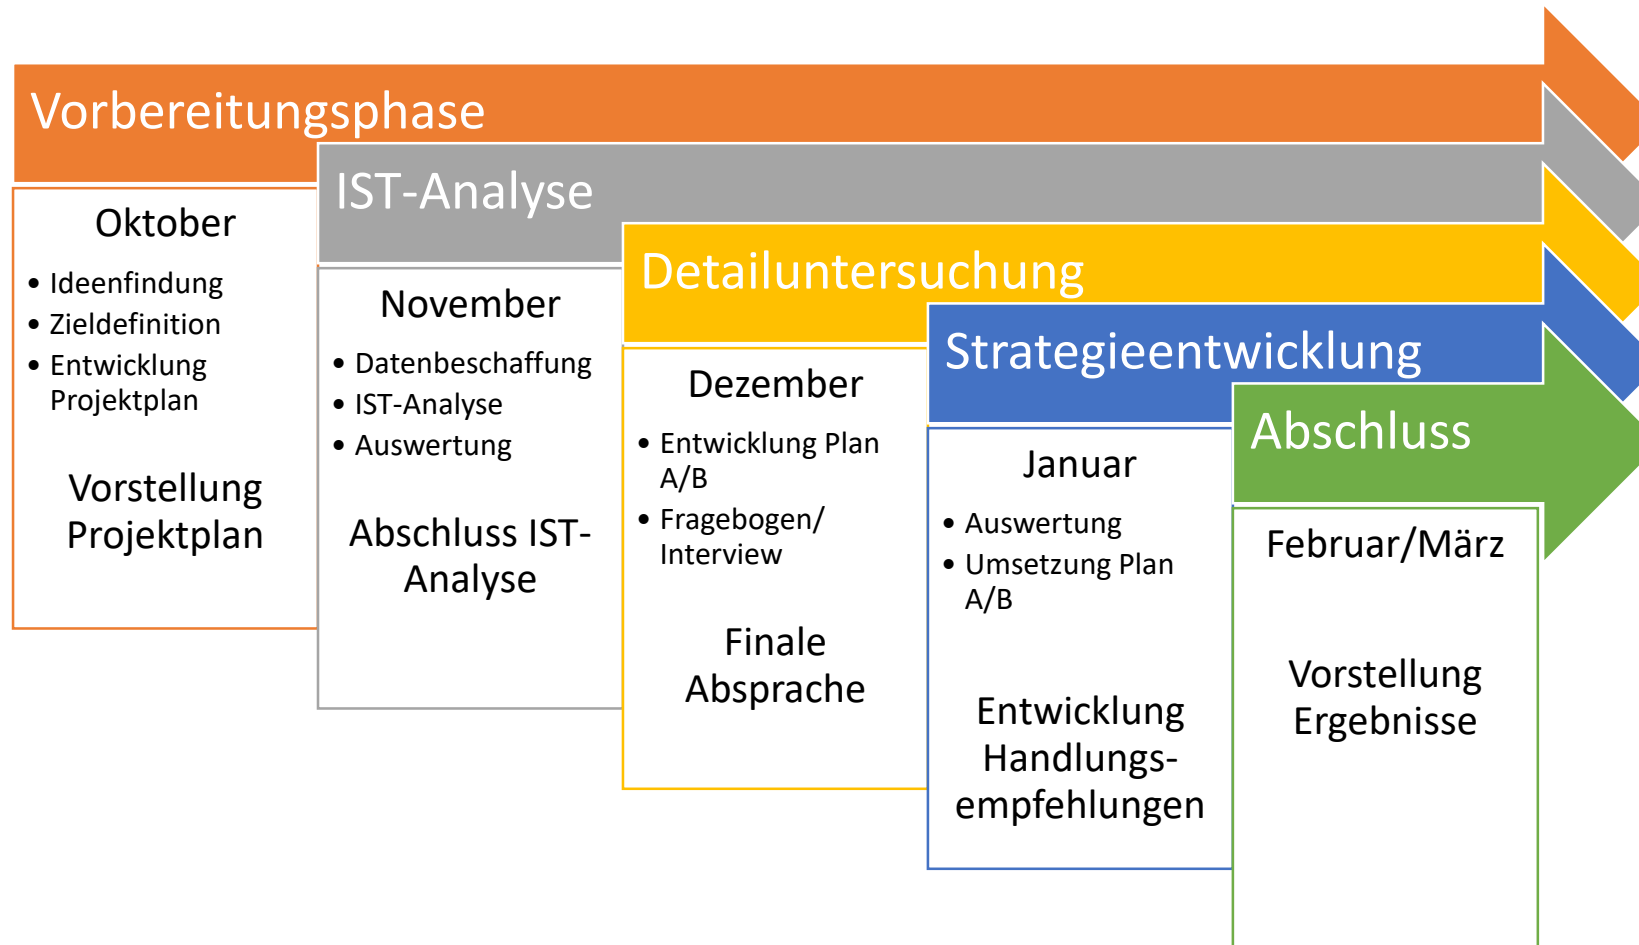 Vorbereitungsphase
Oktober
• Ideenfindung
• Zieldefinition
• Entwicklung
Projektplan
Vorstellung
Projektplan
IST-Analyse
November
• Datenbeschaffung
• IST-Analyse
• Auswertung
Abschluss IST-
Analyse
Detailuntersuchung
Dezember
• Entwicklung Plan
A/B
• Fragebogen/
Interview
Finale
Absprache
Strategieentwicklung
Januar
• Auswertung
• Umsetzung Plan
A/B
Entwicklung
Handlungs-
empfehlungen
Abschluss
Februar/März
Vorstellung
Ergebnisse